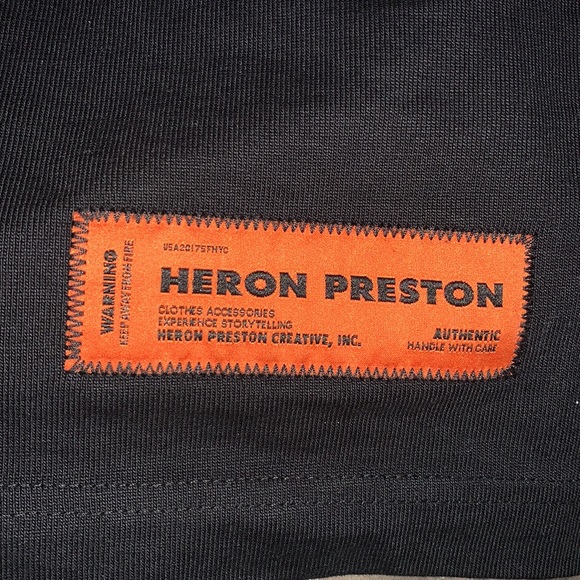 WARNING
KEEP AWAY FROM FIRE
USA20175FNYC
HERON PRESTON
CLOTHES ACCESSORIES
EXPERIENCE STORYTELLING
HERON PRESTON CREATIVE, INC.
AUTHENTIC
HANDLE WITH CARE